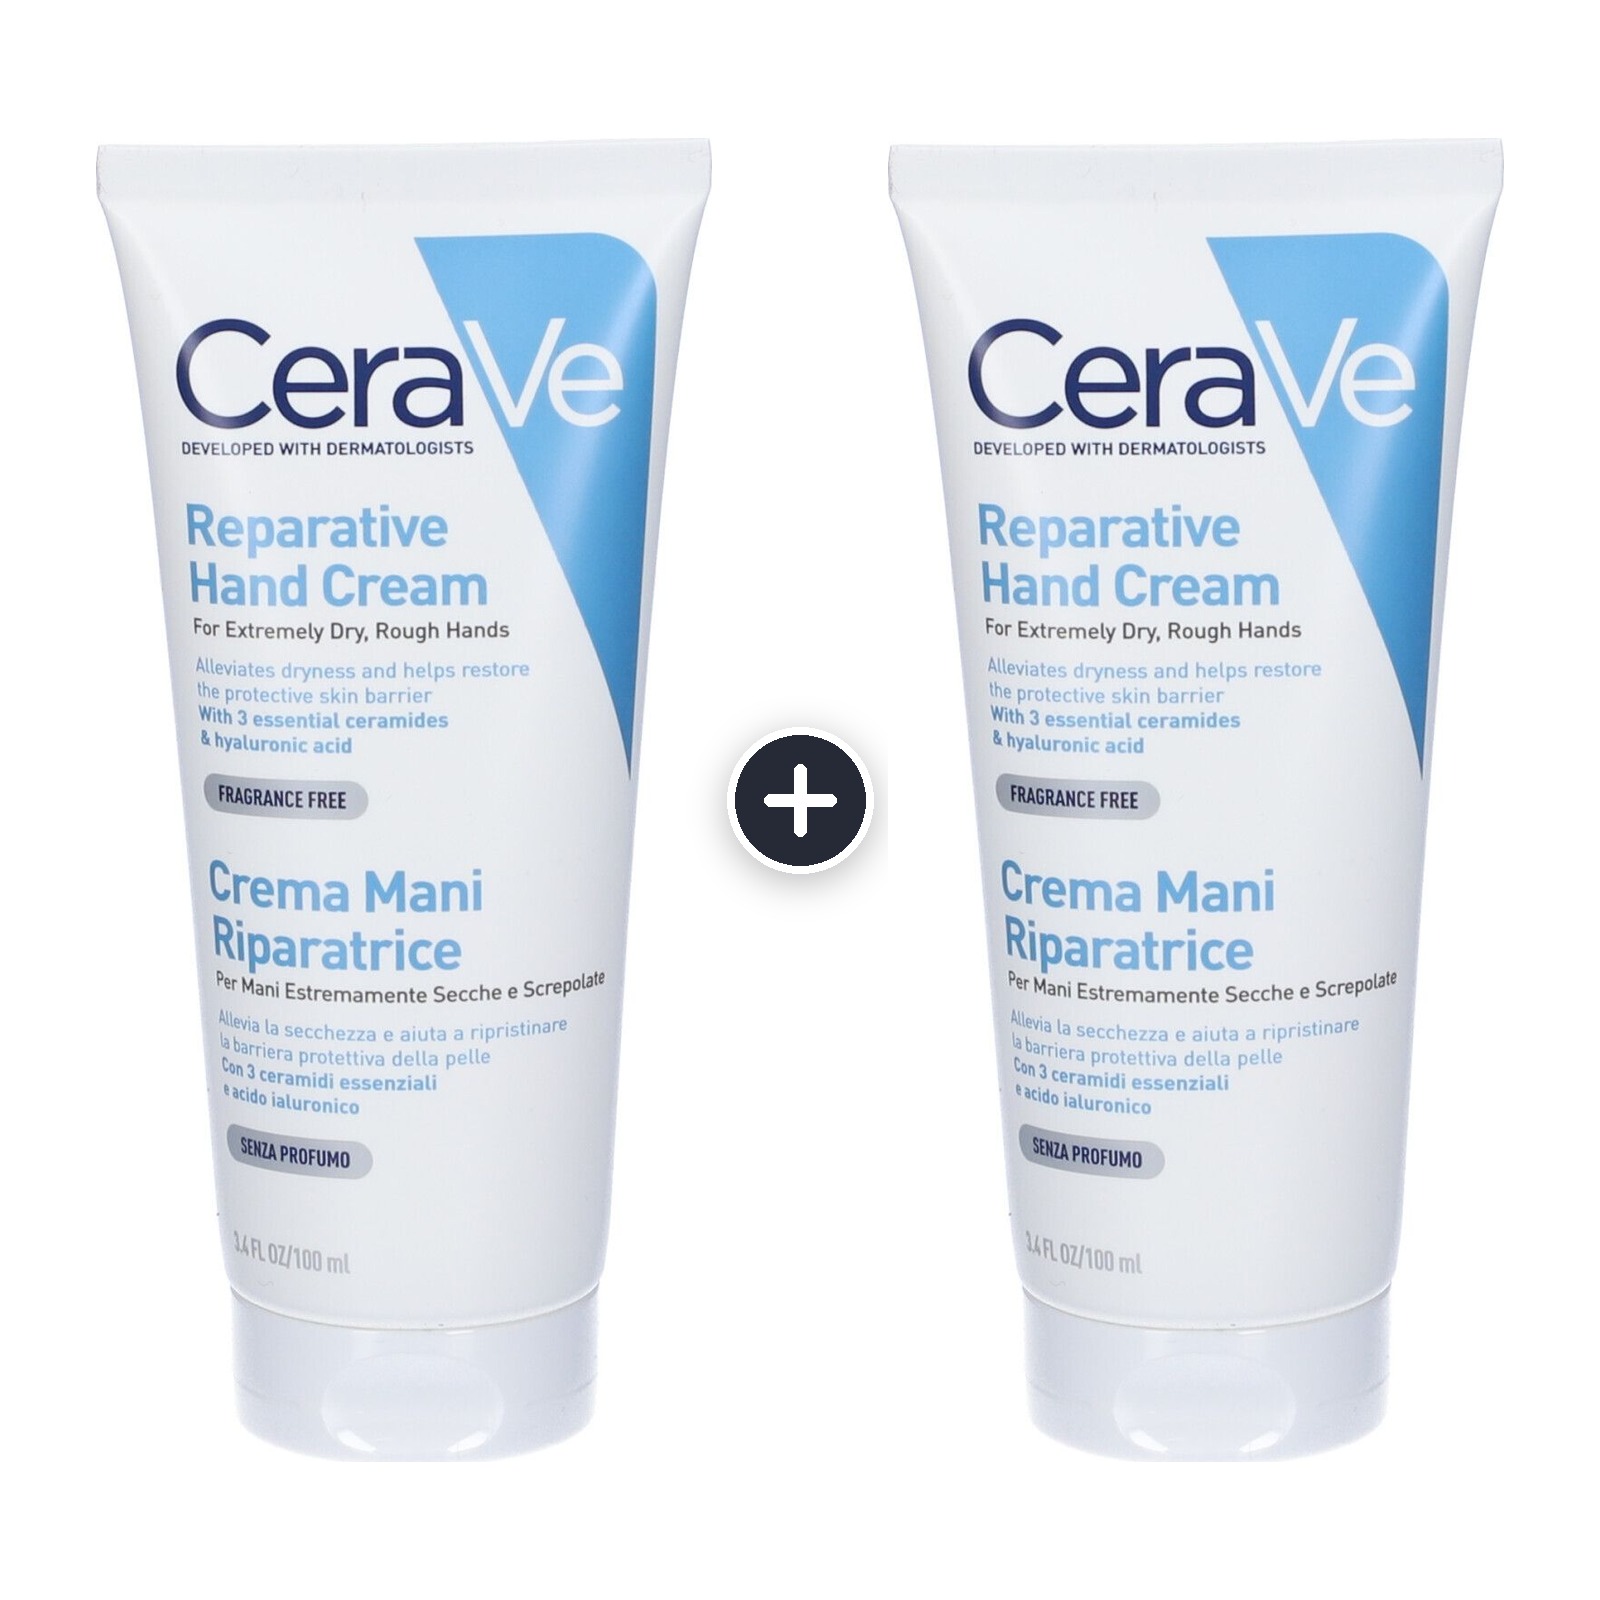 CeraVe
DEVELOPED WITH DERMATOLOGISTS
Reparative
Hand Cream
For Extremely Dry, Rough Hands
Alleviates dryness and helps restore
the protective skin barrier
With 3 essential ceramides
& hyaluronic acid
FRAGRANCE FREE
Crema Mani
Riparatrice
Per Mani Estremamente Secche e Screpolate
Allevia la secchezza e aiuta a ripristinare
la barriera protettiva della pelle
Con 3 ceramidi essenziali
e acido ialuronico
SENZA PROFUMO
3.4 FL OZ/100 ml
CeraVe
DEVELOPED WITH DERMATOLOGISTS
Reparative
Hand Cream
For Extremely Dry, Rough Hands
Alleviates dryness and helps restore
the protective skin barrier
With 3 essential ceramides
& hyaluronic acid
FRAGRANCE FREE
Crema Mani
Riparatrice
Per Mani Estremamente Secche e Screpolate
Allevia la secchezza e aiuta a ripristinare
la barriera protettiva della pelle
Con 3 ceramidi essenziali
e acido ialuronico
SENZA PROFUMO
3.4 FL OZ/100 ml